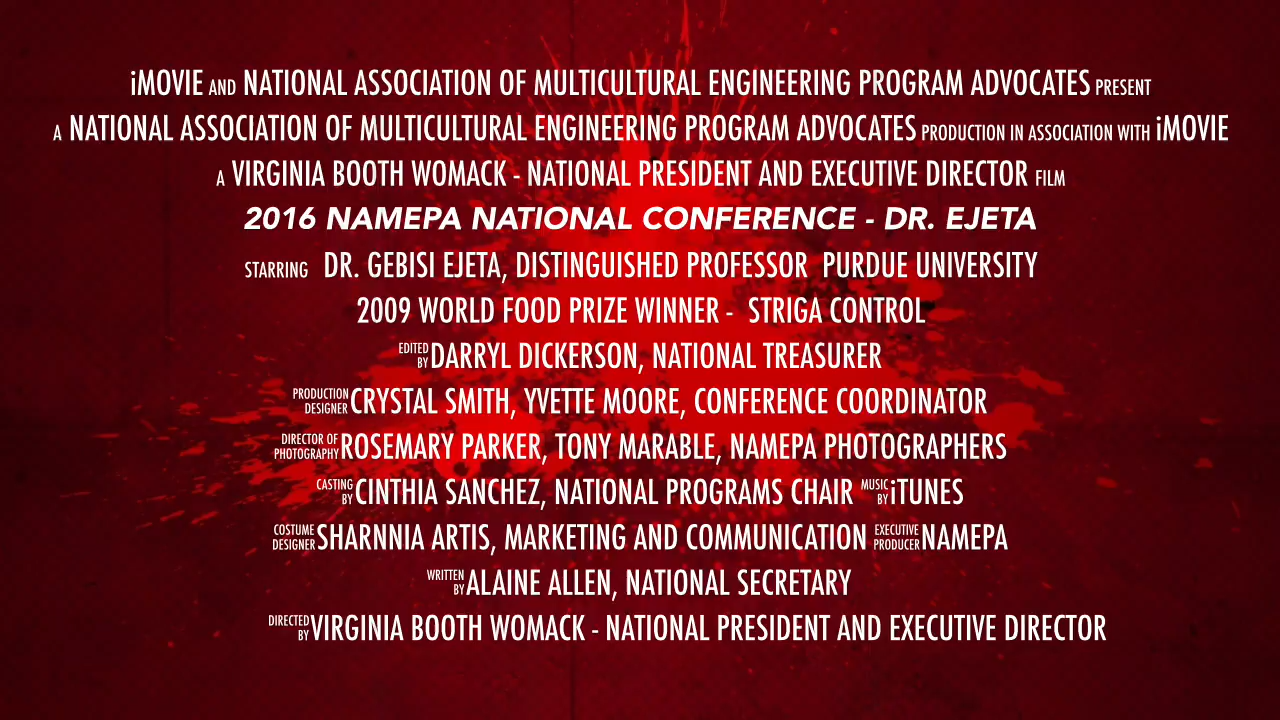 iMOVIE AND NATIONAL ASSOCIATION OF MULTICULTURAL ENGINEERING PROGRAM ADVOCATES PRESENT
A NATIONAL ASSOCIATION OF MULTICULTURAL ENGINEERING PROGRAM ADVOCATES PRODUCTION IN ASSOCIATION WITH iMOVIE
A VIRGINIA BOOTH WOMACK - NATIONAL PRESIDENT AND EXECUTIVE DIRECTOR FILM
2016 NAMEPA NATIONAL CONFERENCE - DR. EJETA
STARRING DR. GEBISI EJETA, DISTINGUISHED PROFESSOR PURDUE UNIVERSITY
2009 WORLD FOOD PRIZE WINNER - STRIGA CONTROL
EDITED BY DARRYL DICKERSON, NATIONAL TREASURER
PRODUCTION DESIGNER CRYSTAL SMITH, YVETTE MOORE, CONFERENCE COORDINATOR
DIRECTOR OF PHOTOGRAPHY ROSEMARY PARKER, TONY MARABLE, NAMEPA PHOTOGRAPHERS
CASTING BY CINTHIA SANCHEZ, NATIONAL PROGRAMS CHAIR MUSIC BY iTUNES
COSTUME DESIGNER SHARNNIA ARTIS, MARKETING AND COMMUNICATION EXECUTIVE PRODUCER NAMEPA
WRITTEN BY ALAINE ALLEN, NATIONAL SECRETARY
DIRECTED BY VIRGINIA BOOTH WOMACK - NATIONAL PRESIDENT AND EXECUTIVE DIRECTOR